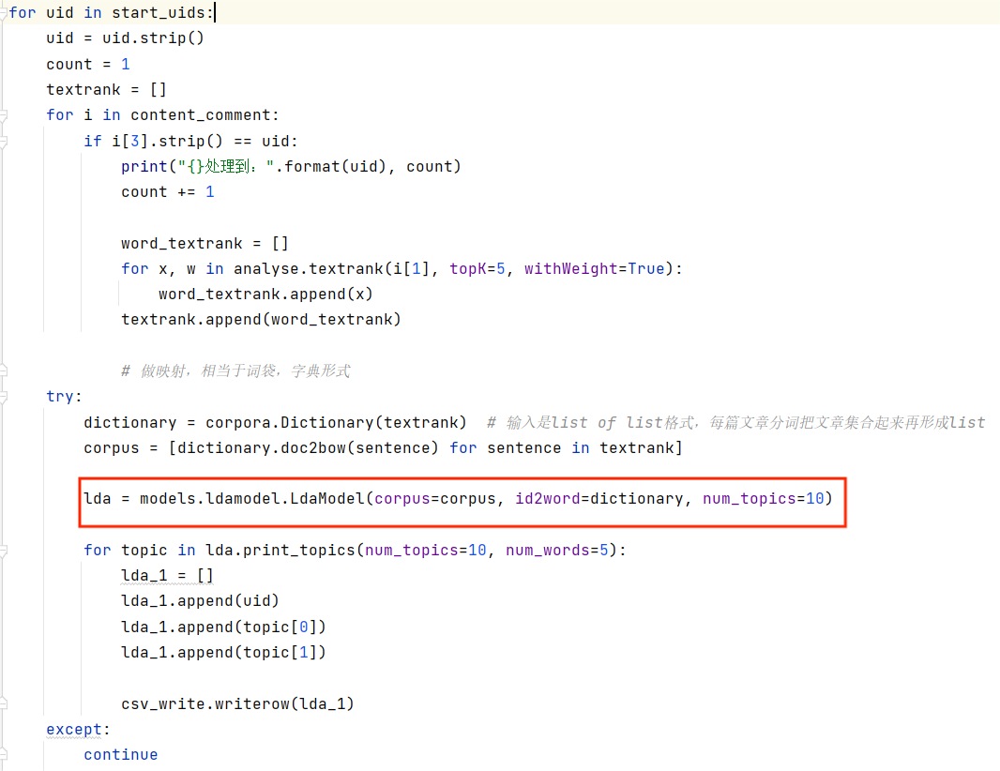 for uid in start_uids:
    uid = uid.strip()
    count = 1
    textrank = []
    for i in content_comment:
        if i[3].strip() == uid:
            print("{}处理到：".format(uid), count)
            count += 1
            word_textrank = []
            for x, w in analyse.textrank(i[1], topK=5, withWeight=True):
                word_textrank.append(x)
            textrank.append(word_textrank)
            # 做映射，相当于词袋，字典形式
    try:
        dictionary = corpora.Dictionary(textrank)  # 输入是list of list格式，每篇文章分词把文章集合起来再形成list
        corpus = [dictionary.doc2bow(sentence) for sentence in textrank]
        lda = models.ldamodel.LdaModel(corpus=corpus, id2word=dictionary, num_topics=10)
        for topic in lda.print_topics(num_topics=10, num_words=5):
            lda_1 = []
            lda_1.append(uid)
            lda_1.append(topic[0])
            lda_1.append(topic[1])
            csv_write.writerow(lda_1)
    except:
        continue